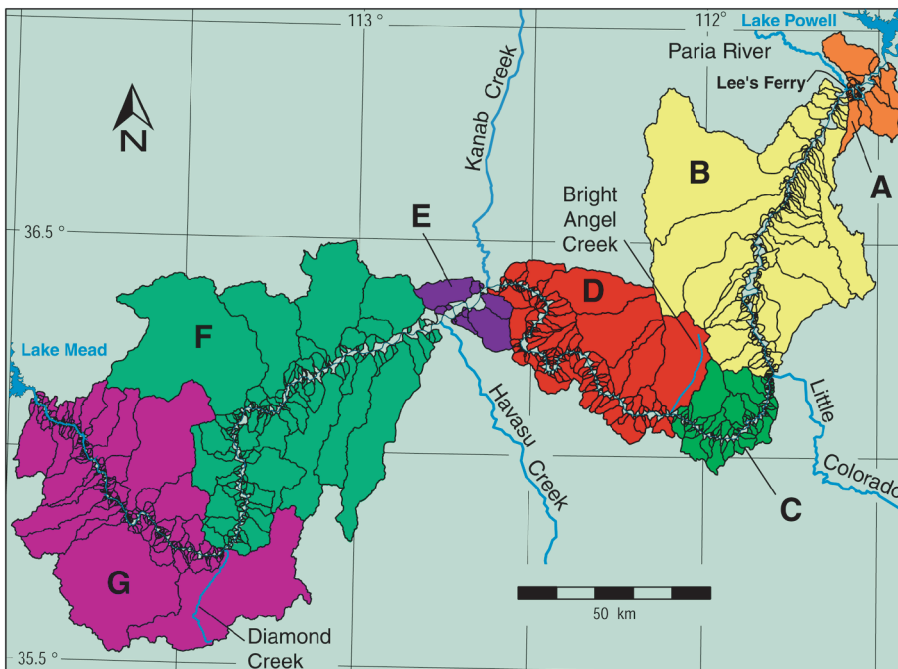 113°
112°
Lake Powell
Paria River
Lee's Ferry
Kanab Creek
N
B
A
Bright
Angel
Creek
E
36.5°
D
F
Lake Mead
Havasu Creek
Little
Colorado
C
G
50 km
Diamond
Creek
35.5°